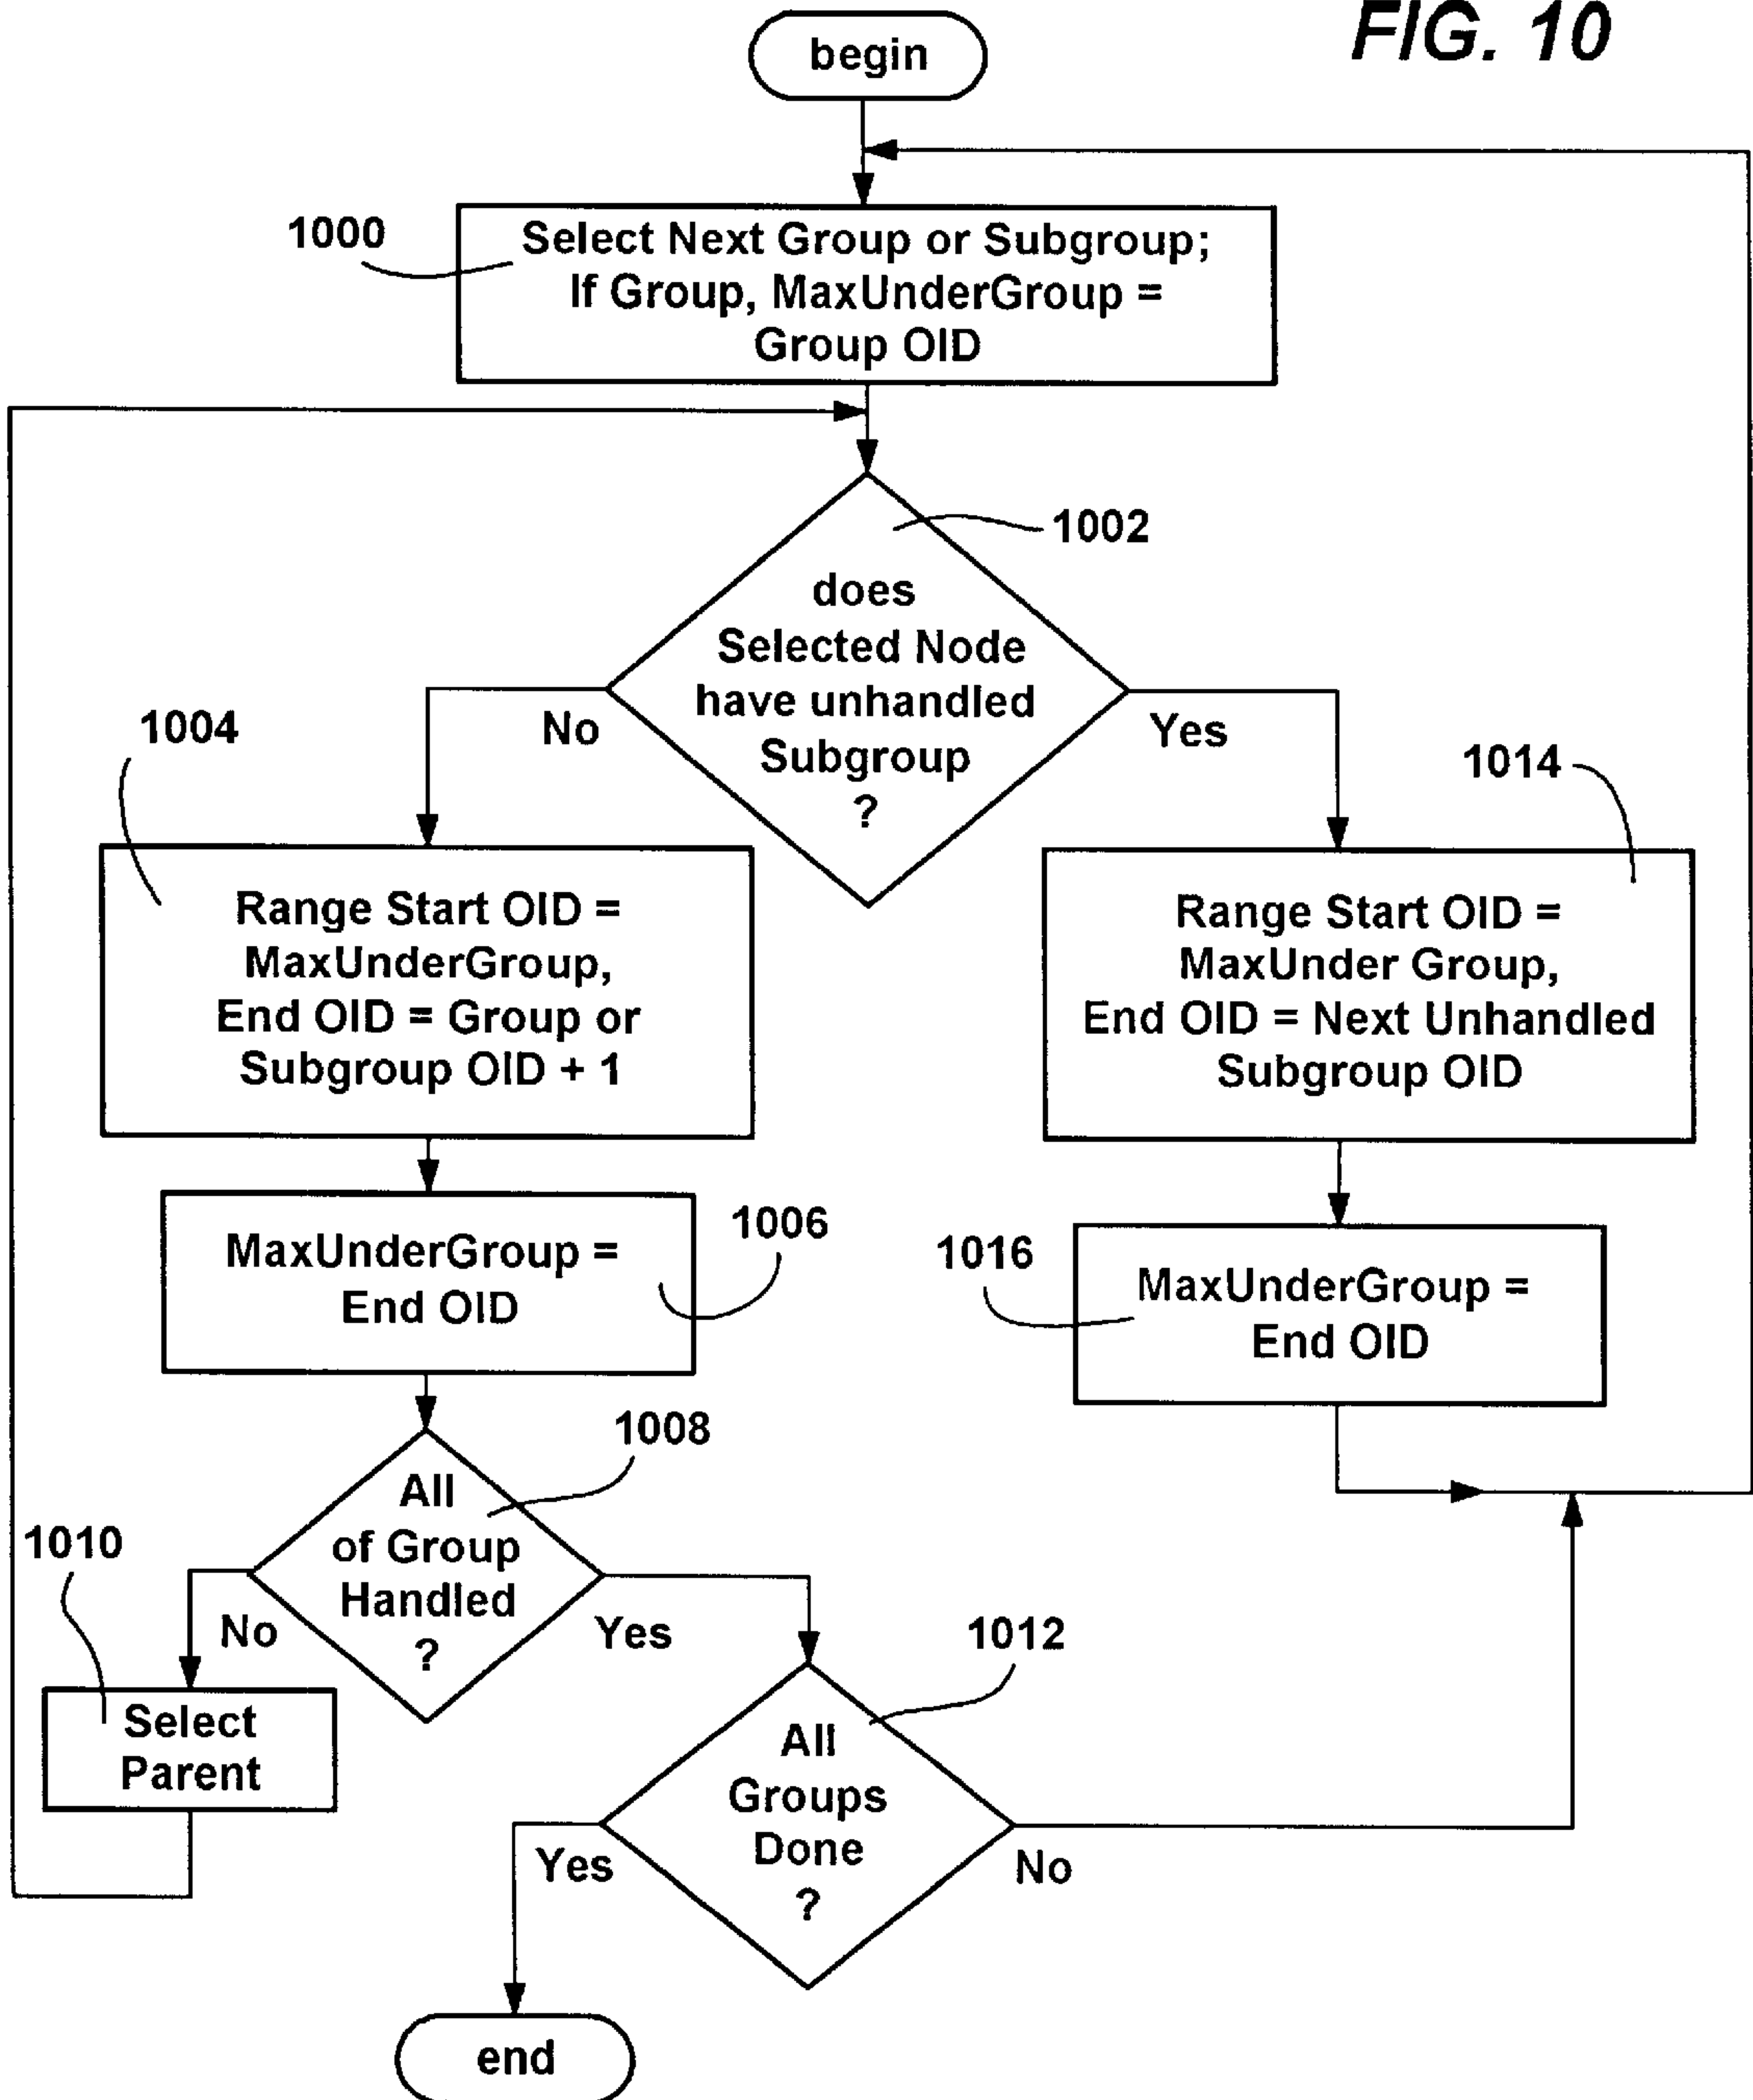 FIG. 10
begin
1000
Select Next Group or Subgroup;
If Group, MaxUnderGroup =
Group OID
1002
does
Selected Node
have unhandled
Subgroup
?
No
Yes
1004
1014
Range Start OID =
MaxUnderGroup,
End OID = Group or
Subgroup OID + 1
Range Start OID =
MaxUnder Group,
End OID = Next Unhandled
Subgroup OID
1006
MaxUnderGroup =
End OID
1016
MaxUnderGroup =
End OID
1008
All
of Group
Handled
?
1010
No
Yes
Select
Parent
1012
All
Groups
Done
?
Yes
No
end